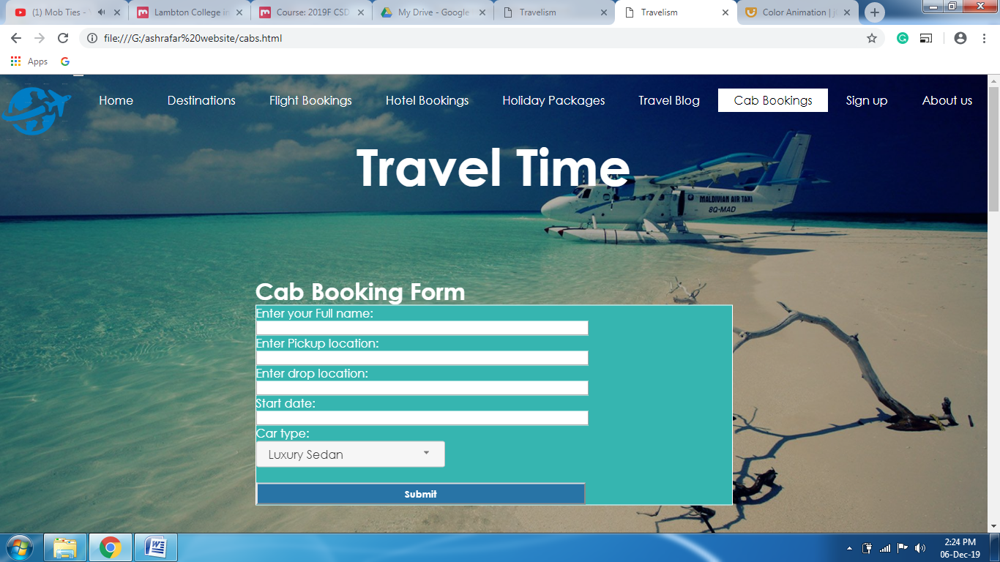 (1) Mob Ties -
Lambton College in
Course: 2019F CSD
My Drive - Google
Travelism
Travelism
Color Animation |
file:///G:/ashrafar%20website/cabs.html
Apps
Home
Destinations
Flight Bookings
Hotel Bookings
Holiday Packages
Travel Blog
Cab Bookings
Sign up
About us
Travel Time
MALDIVIAN AIR TAXI
8Q-MAD
Cab Booking Form
Enter your Full name:
Enter Pickup location:
Enter drop location:
Start date:
Car type:
Luxury Sedan
Submit
2:24 PM
06-Dec-19